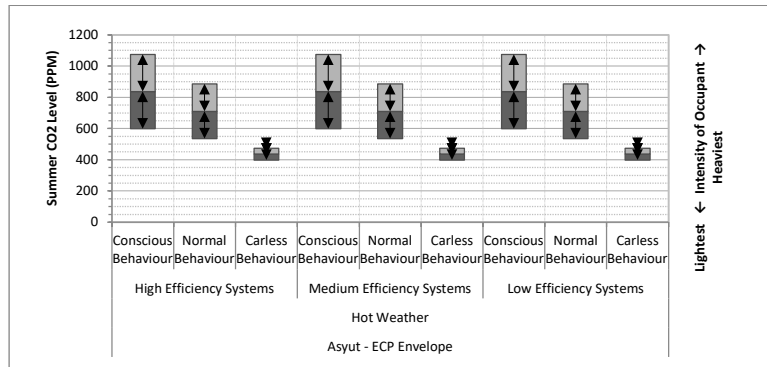 Summer CO2 Level (PPM)
1200
1000
800
600
400
200
0
Conscious Normal Carless Conscious Normal Carless Conscious Normal Carless
Behaviour Behaviour Behaviour Behaviour Behaviour Behaviour Behaviour Behaviour Behaviour
High Efficiency Systems Medium Efficiency Systems Low Efficiency Systems
Hot Weather
Asyut - ECP Envelope
Lightest ← Intensity of Occupant →
Heaviest